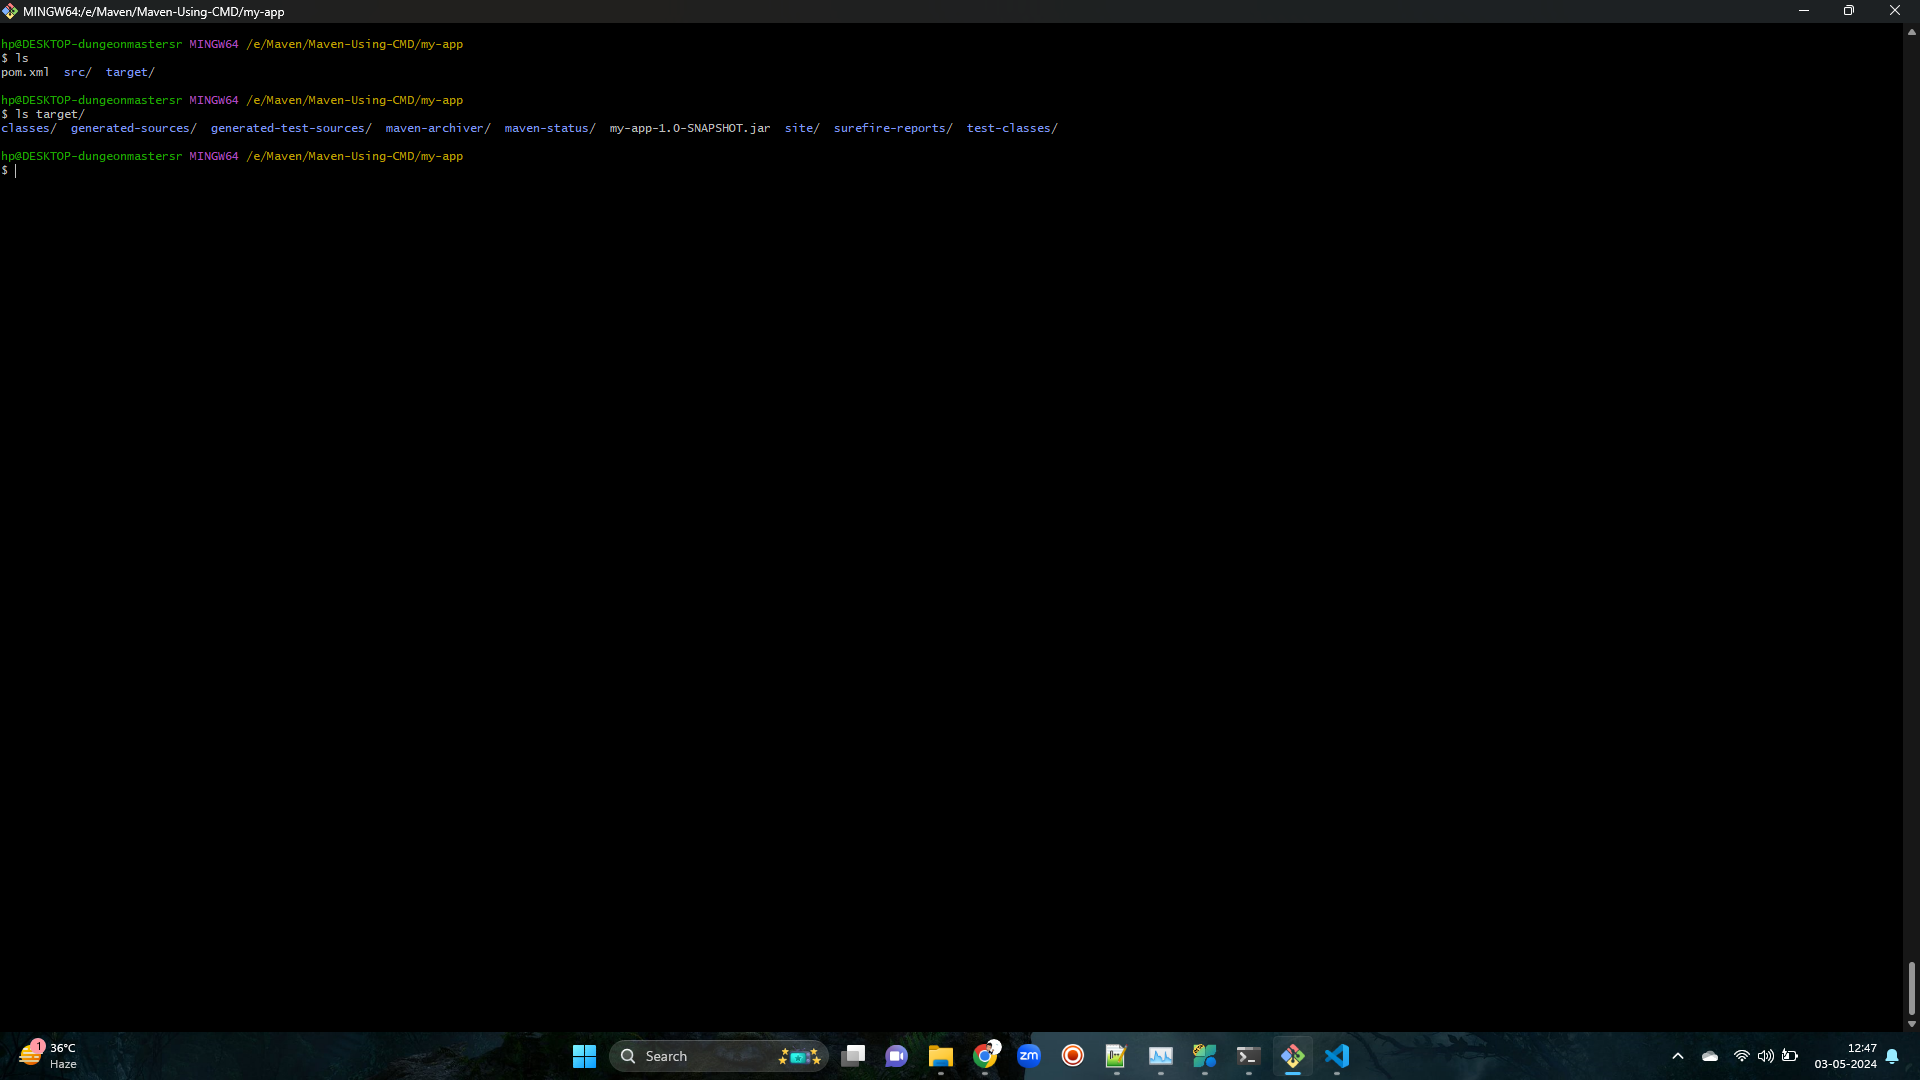 MINGW64:/e/Maven/Maven-Using-CMD/my-app
hp@DESKTOP-dungeonmastersr MINGW64 /e/Maven/Maven-Using-CMD/my-app
$ ls
pom.xml  src/  target/
hp@DESKTOP-dungeonmastersr MINGW64 /e/Maven/Maven-Using-CMD/my-app
$ ls target/
classes/  generated-sources/  generated-test-sources/  maven-archiver/  maven-status/  my-app-1.0-SNAPSHOT.jar  site/  surefire-reports/  test-classes/
hp@DESKTOP-dungeonmastersr MINGW64 /e/Maven/Maven-Using-CMD/my-app
$
1
36°C
Haze
Search
zm
12:47
03-05-2024